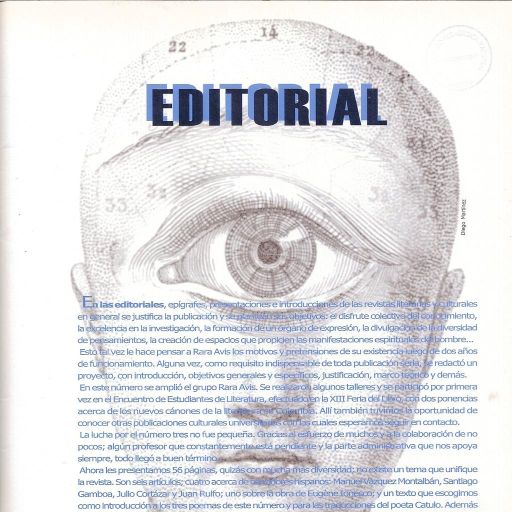 22
14
EDITORIAL
33
32
Diego Martínez
En las editoriales, epígrafes, presentaciones e introducciones de las revistas literarias y culturales
en general se justifica la publicación y se plantean sus objetivos: el disfrute colectivo del conocimiento,
la excelencia en la investigación, la formación de un órgano de expresión, la divulgación de la diversidad
de pensamientos, la creación de espacios que propicien las manifestaciones espirituales del hombre...
Esto tal vez le hace pensar a Rara Avis los motivos y pretensiones de su existencia luego de dos años
de funcionamiento. Alguna vez, como requisito indispensable de toda publicación seria, se redactó un
proyecto, con introducción, objetivos generales y específicos, justificación, marco teórico y demás.
En este número se amplió el grupo Rara Avis. Se realizaron algunos talleres y se participó por primera
vez en el Encuentro de Estudiantes de Literatura, efectuado en la XIII Feria del Libro, con dos ponencias
acerca de los nuevos cánones de la literatura en Colombia. Allí también tuvimos la oportunidad de
conocer otras publicaciones culturales universitarias con las cuales esperamos seguir en contacto.
La lucha por el número tres no fue pequeña. Gracias al esfuerzo de muchos y a la colaboración de no
pocos; algún profesor que constantemente está pendiente y la parte administrativa que nos apoya
siempre, todo llegó a buen término.
Ahora les presentamos 56 páginas, quizás con mucha más diversidad; no existe un tema que unifique
la revista. Son seis artículos; cuatro acerca de escritores hispanos: Manuel Vázquez Montalbán, Santiago
Gamboa, Julio Cortázar y Juan Rulfo; uno sobre la obra de Eugène Ionesco; y un texto que escogimos
como introducción a los tres poemas de este número y para las traducciones del poeta Catulo. Además